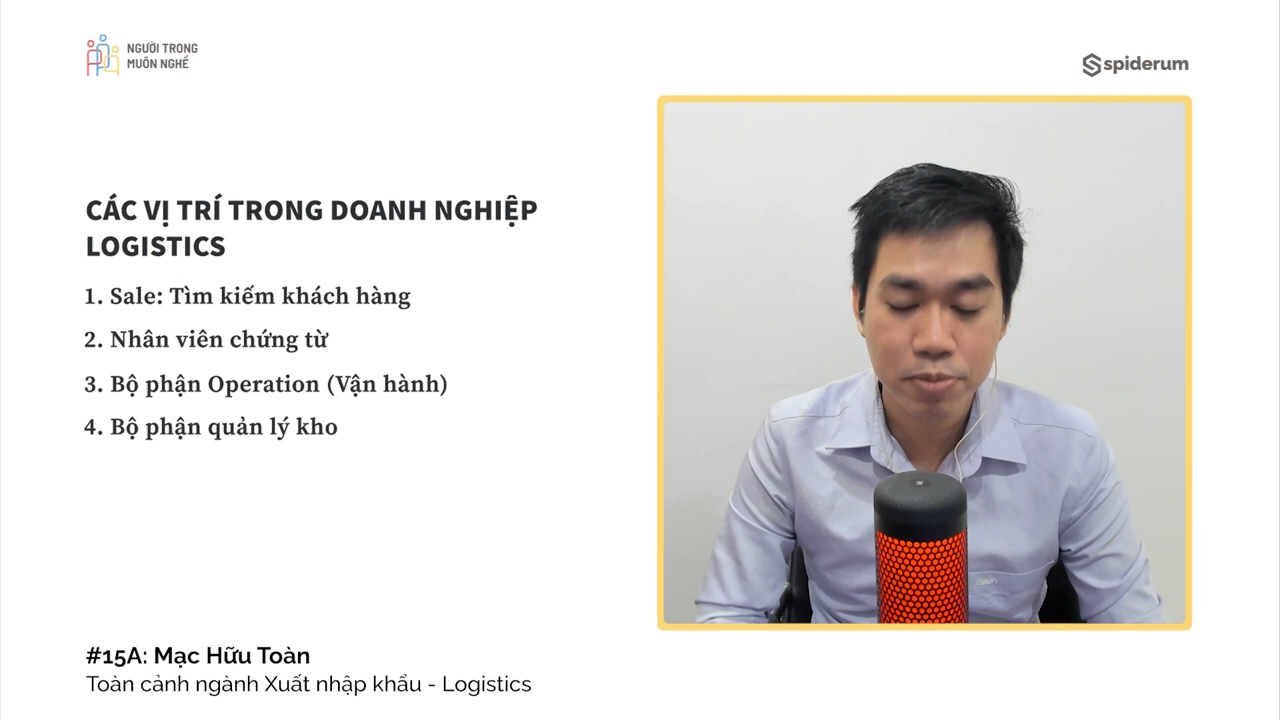 NGƯỜI TRONG
MUÔN NGHỀ
spiderum
CÁC VỊ TRÍ TRONG DOANH NGHIỆP
LOGISTICS
1. Sale: Tìm kiếm khách hàng
2. Nhân viên chứng từ
3. Bộ phận Operation (Vận hành)
4. Bộ phận quản lý kho
#15A: Mạc Hữu Toàn
Toàn cảnh ngành Xuất nhập khẩu - Logistics